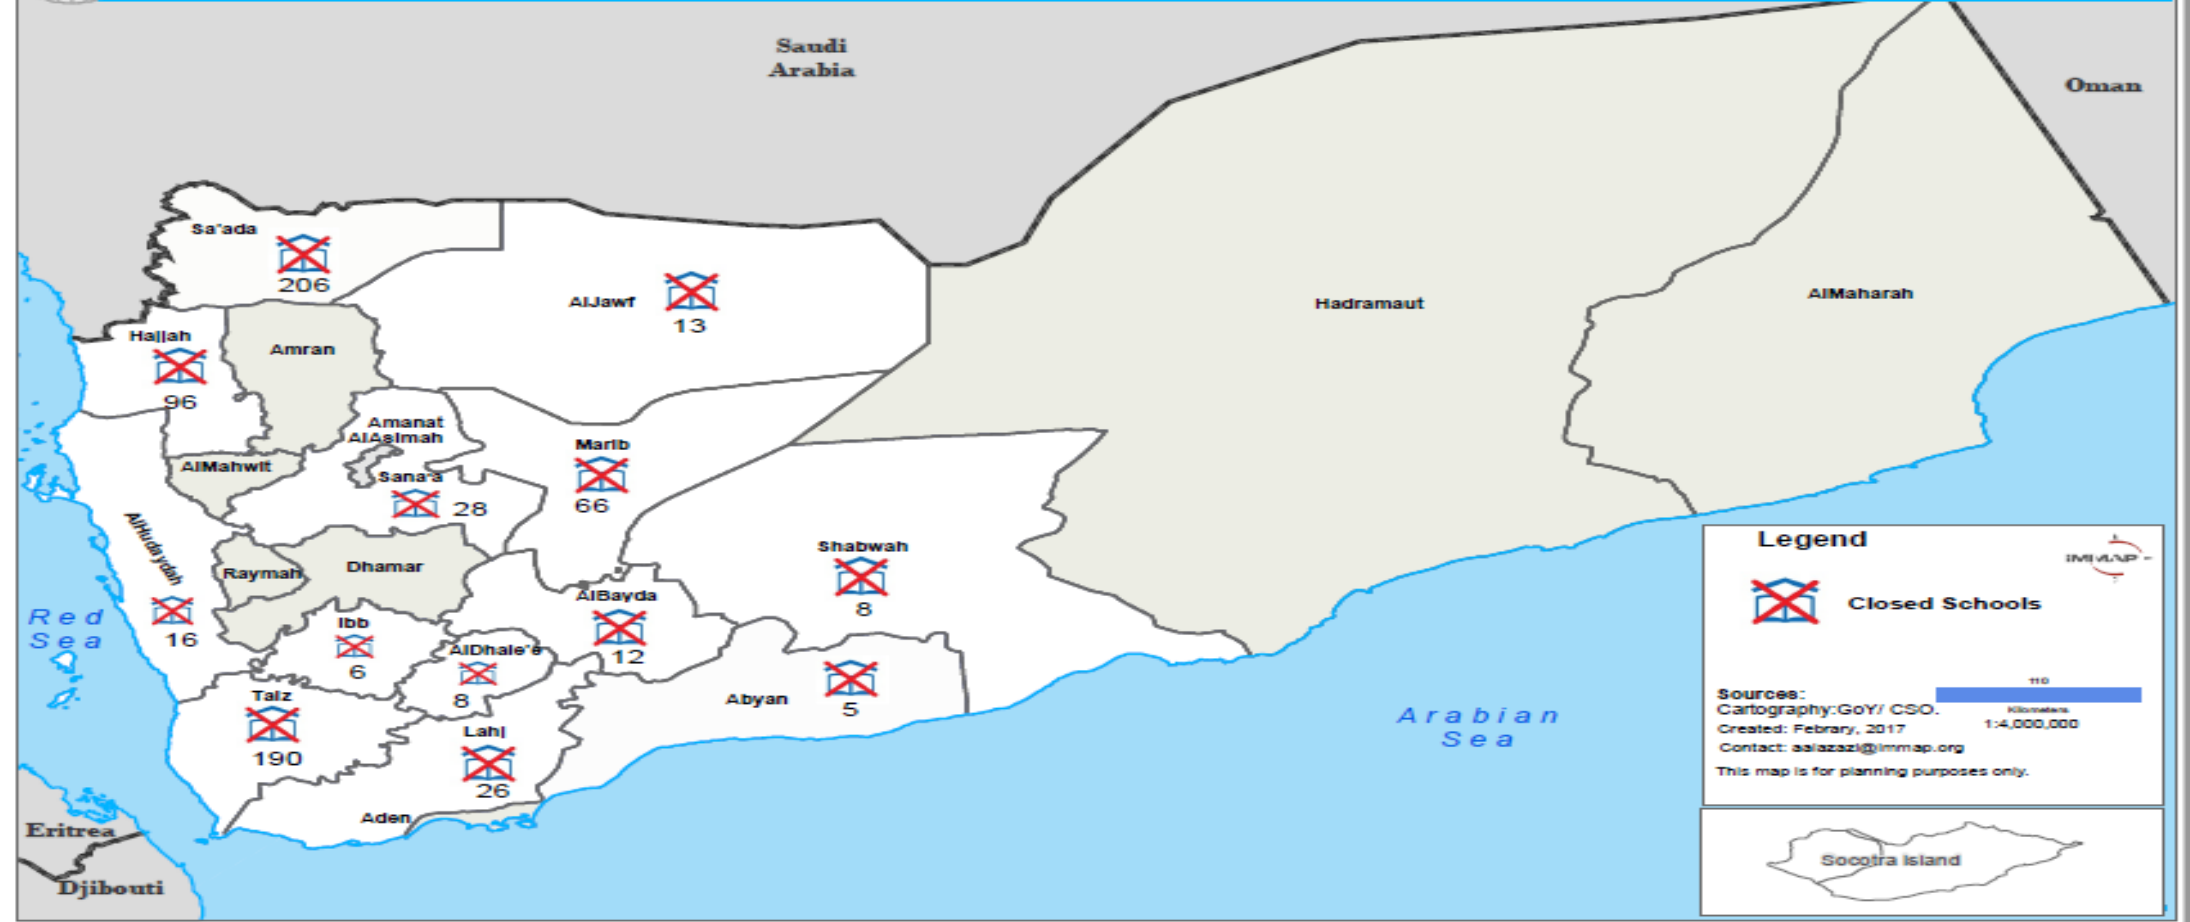 Saudi
Arabia
Oman
Sa'ada
206
AlJawf
13
Hadramaut
AlMaharah
Hajjah
96
Amran
Amanat
AlAsimah
Marib
66
AlMahwit
Sana'a
28
AlHudaydah
16
Raymah
Dhamar
Shabwah
8
AlBayda
12
Ibb
6
AlDhale'e
8
Abyan
5
Taiz
190
Lahj
26
Aden
Red
Sea
Arabian
Sea
Eritrea
Djibouti
Legend
iMMAP
Closed Schools
110
Kilometers
1:4,000,000
Sources:
Cartography:GoY/ CSO.
Created: Febrary, 2017
Contact: aalazazi@immap.org
This map is for planning purposes only.
Socotra Island